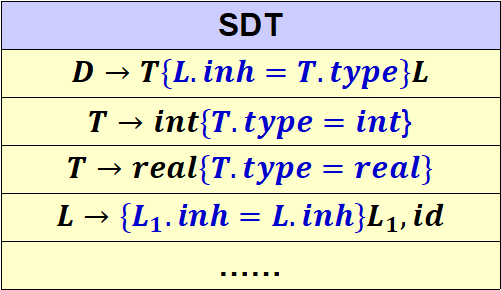 SDT
D → T{L.inh = T.type}L
T → int{T.type = int}
T → real{T.type = real}
L → {L₁.inh = L.inh}L₁, id
……